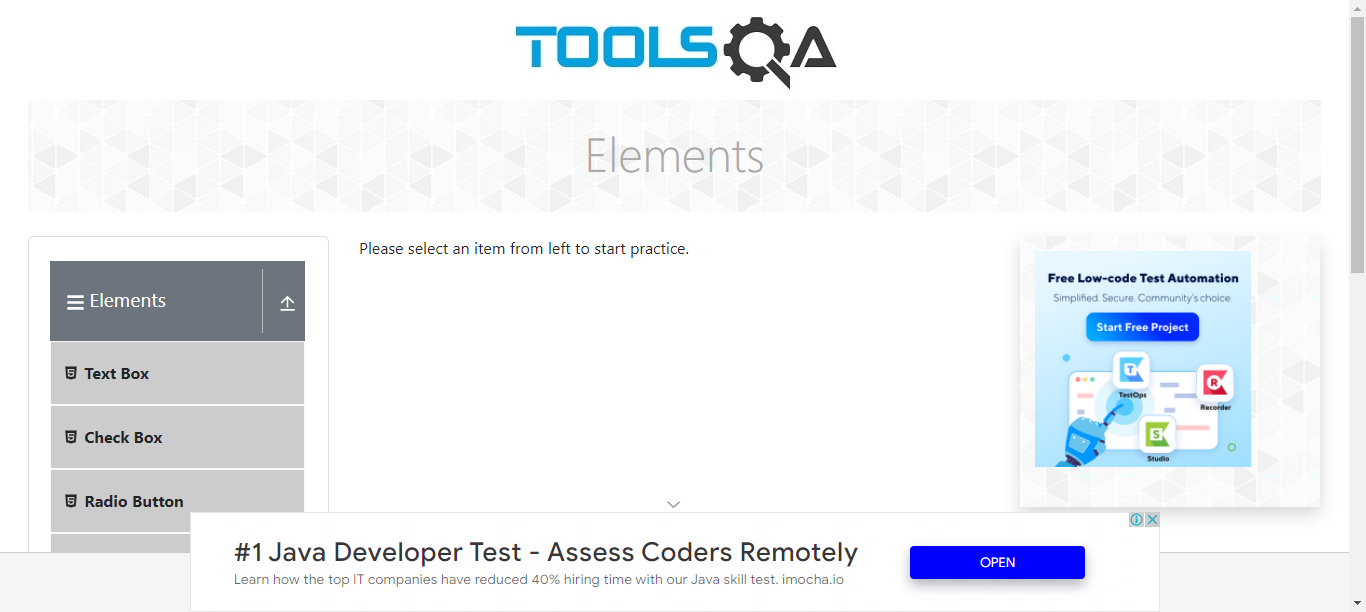 TOOLSQA
Elements
Elements
Text Box
Check Box
Radio Button
Please select an item from left to start practice.
Free Low-code Test Automation
Simplified. Secure. Community's choice.
Start Free Project
T
TestOps
R
Recorder
S
Studio
#1 Java Developer Test - Assess Coders Remotely
Learn how the top IT companies have reduced 40% hiring time with our Java skill test. imocha.io
OPEN